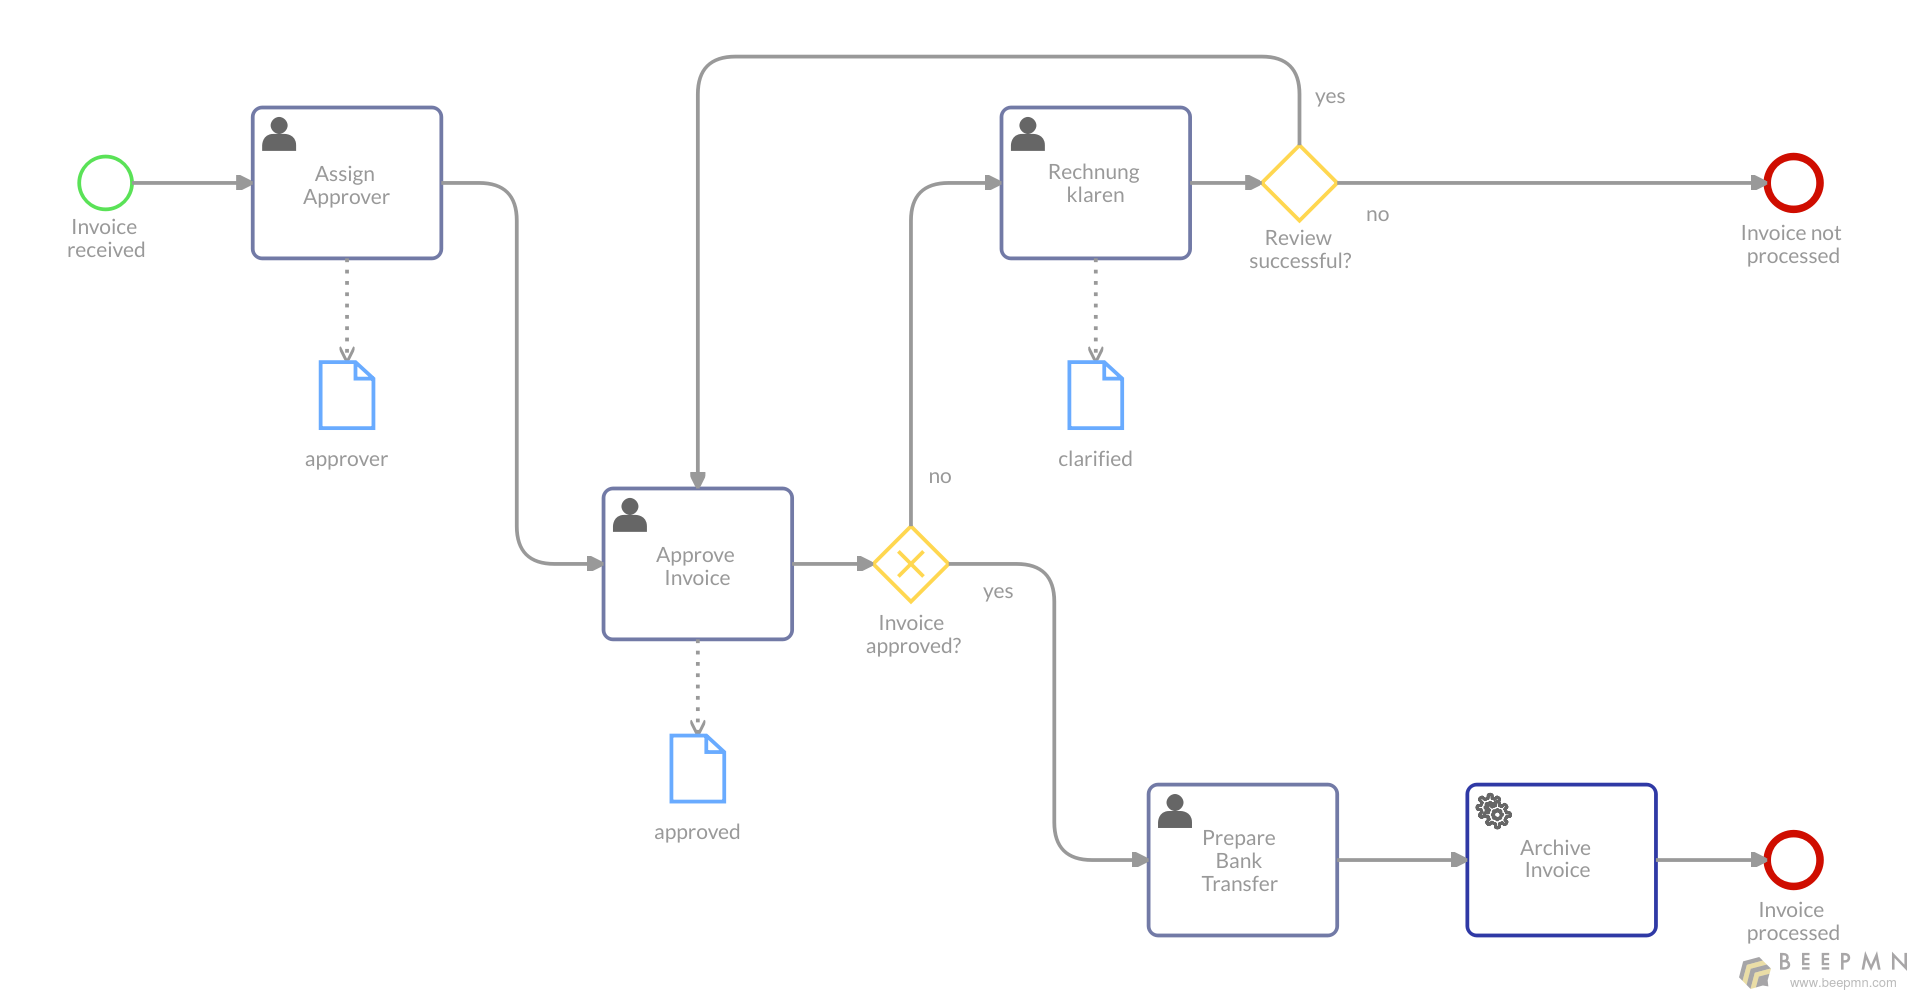 yes
Assign
Approver
Rechnung
klaren
Invoice
received
no
Review
successful?
Invoice not
processed
approver
clarified
no
Approve
Invoice
yes
Invoice
approved?
approved
Prepare
Bank
Transfer
Archive
Invoice
Invoice
processed
BEEPMN
www.beepmn.com